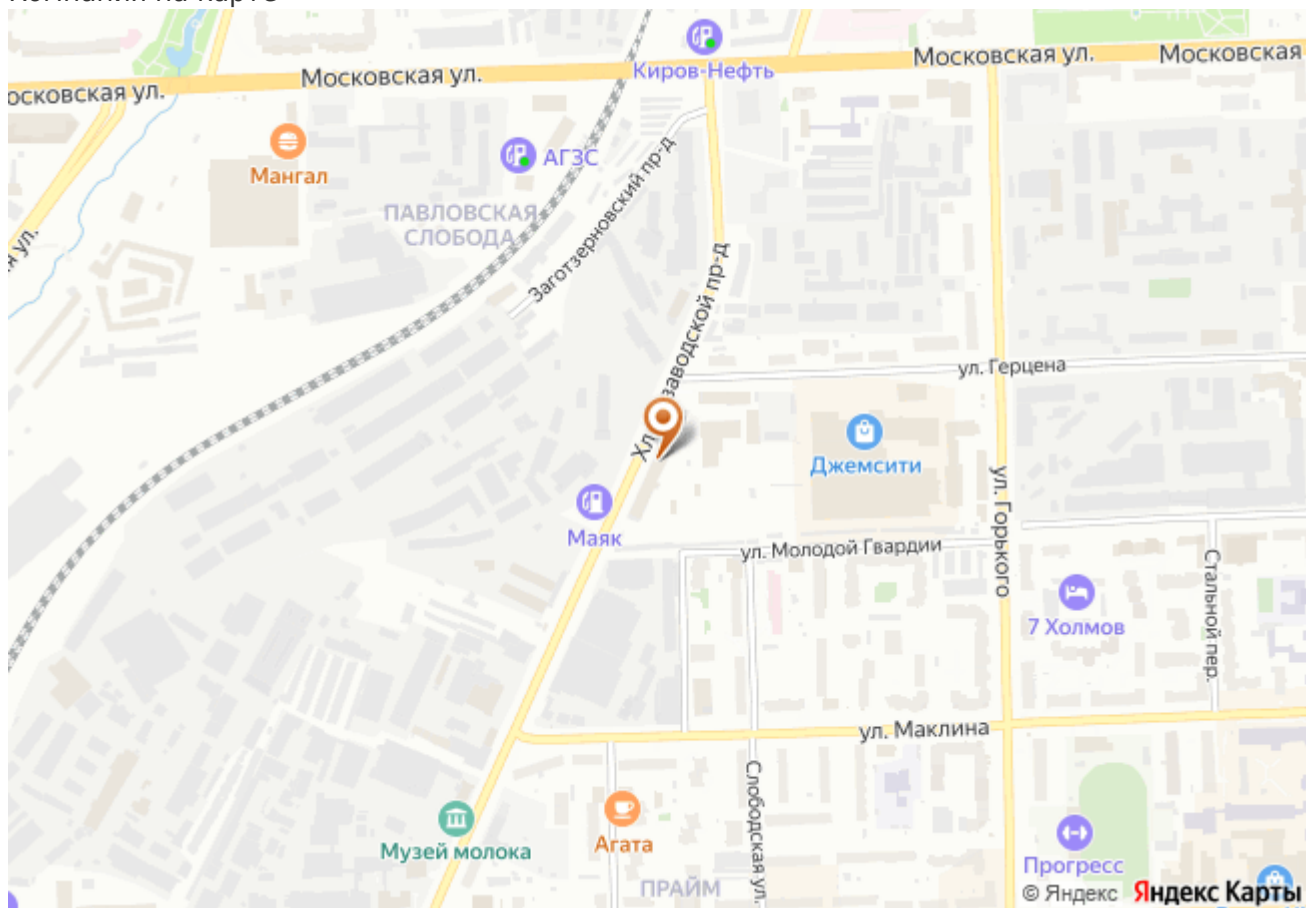 Московская ул.
Московская
Киров-Нефть
Московская ул.
осковская ул.
АГЗС
Мангал
Заготзерновский пр-д
ПАВЛОВСКАЯ
СЛОБОДА
Хл
заводской пр-д
ул. Герцена
Джемсити
ул. Горького
Маяк
ул. Молодой Гвардии
Стальной пер.
7 Холмов
ул. Маклина
Слободская ул.
Музей молока
Агата
Прогресс
ПРАЙМ
© Яндекс Яндекс Карты